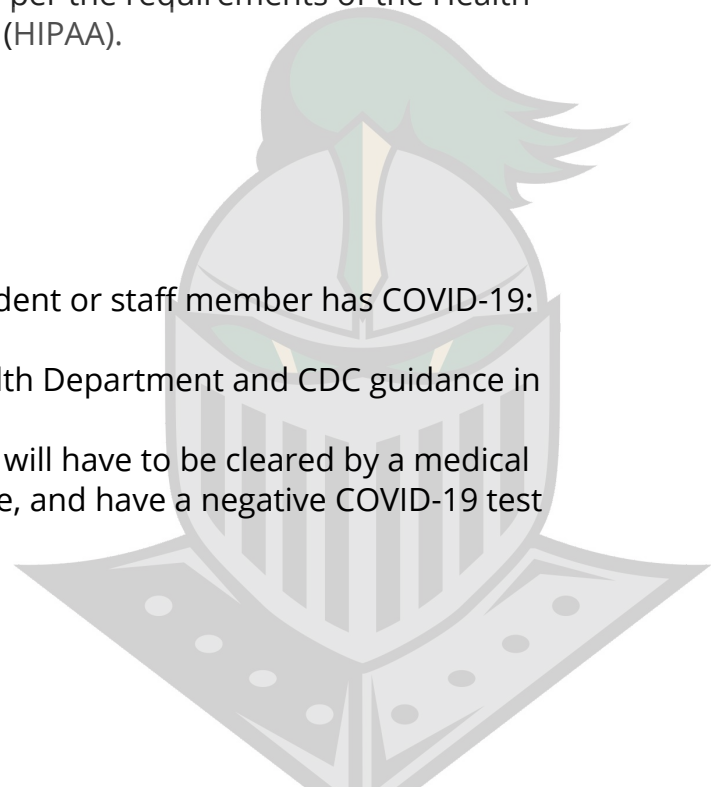 per the requirements of the Health
(HIPAA).
dent or staff member has COVID-19:
lth Department and CDC guidance in
will have to be cleared by a medical
e, and have a negative COVID-19 test